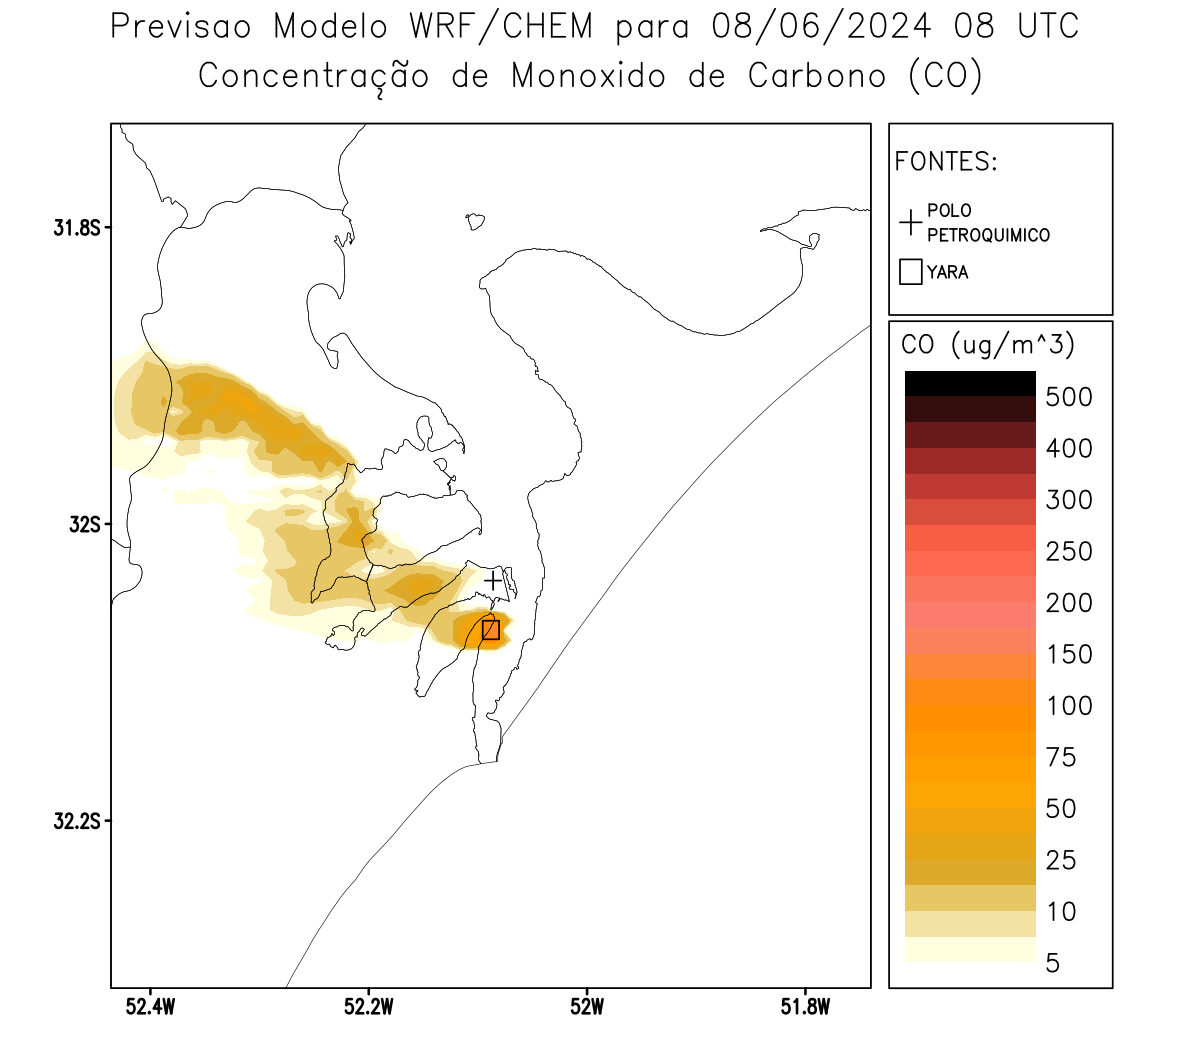 Previsao Modelo WRF/CHEM para 08/06/2024 08 UTC
Concentração de Monoxido de Carbono (CO)
FONTES:
POLO
PETROQUIMICO
YARA
CO (ug/m^3)
500
400
300
250
200
150
100
75
50
25
10
5
31.8S
32S
32.2S
52.4W
52.2W
52W
51.8W